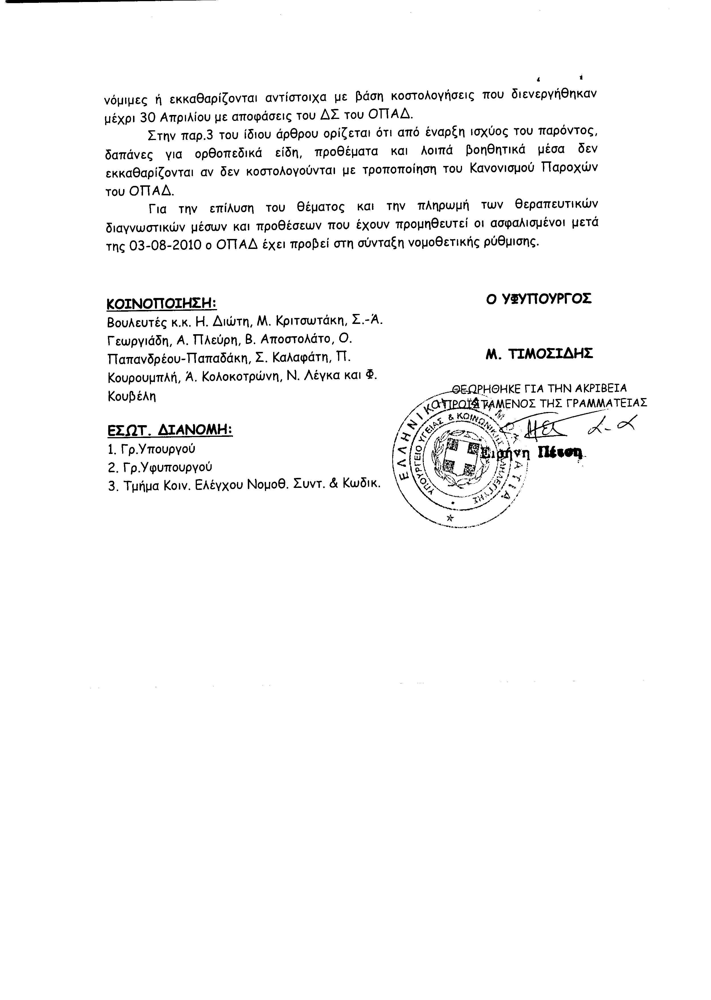 νόμιμες ή εκκαθαρίζονται αντίστοιχα με βάση κοστολογήσεις που διενεργήθηκαν
μέχρι 30 Απριλίου με αποφάσεις του ΔΣ του ΟΠΑΔ.
Στην παρ.3 του ίδιου άρθρου ορίζεται ότι από έναρξη ισχύος του παρόντος,
δαπάνες για ορθοπεδικά είδη, προθέματα και λοιπά βοηθητικά μέσα δεν
εκκαθαρίζονται αν δεν κοστολογούνται με τροποποίηση του Κανονισμού Παροχών
του ΟΠΑΔ.
Για την επίλυση του θέματος και την πληρωμή των θεραπευτικών
διαγνωστικών μέσων και προθέσεων που έχουν προμηθευτεί οι ασφαλισμένοι μετά
της 03-08-2010 ο ΟΠΑΔ έχει προβεί στη σύνταξη νομοθετικής ρύθμισης.
ΚΟΙΝΟΠΟΙΗΣΗ:
Βουλευτές κ.κ. Η. Διώτη, Μ. Κριτσωτάκη, Σ.-Ά.
Γεωργιάδη, Α. Πλεύρη, Β. Αποστολάτο, Ο.
Παπανδρέου-Παπαδάκη, Σ. Καλαφάτη, Π.
Κουρουμπλή, Ά. Κολοκοτρώνη, Ν. Λέγκα και Φ.
Κουβέλη
ΕΣΩΤ. ΔΙΑΝΟΜΗ:
1. Γρ.Υπουργού
2. Γρ.Υφυπουργού
3. Τμήμα Κοιν. Ελέγχου Νομοθ. Συντ. & Κωδικ.
Ο ΥΦΥΠΟΥΡΓΟΣ
Μ. ΤΙΜΟΣΙΔΗΣ
ΘΕΩΡΗΘΗΚΕ ΓΙΑ ΤΗΝ ΑΚΡΙΒΕΙΑ
Ο ΠΡΟΪΣΤΑΜΕΝΟΣ ΤΗΣ ΓΡΑΜΜΑΤΕΙΑΣ
Ειρήνη
ΕΛΛΗΝΙΚΗ ΔΗΜΟΚΡΑΤΙΑ
ΥΠΟΥΡΓΕΙΟ ΥΓΕΙΑΣ & ΚΟΙΝΩΝΙΚΗΣ ΑΛΛΗΛΕΓΓΥΗΣ